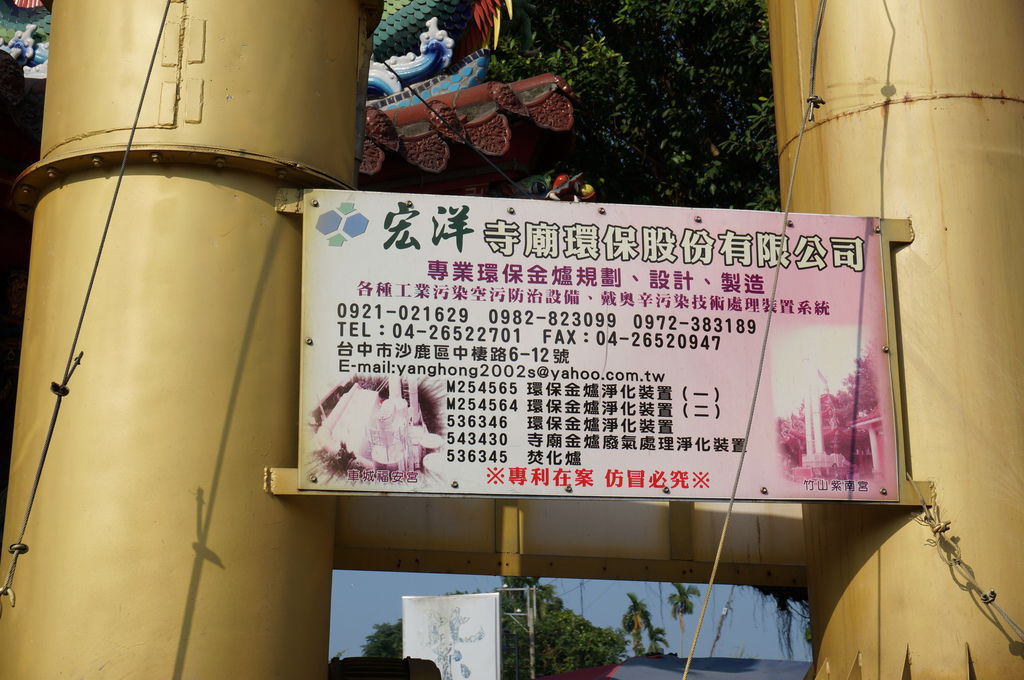 宏洋 寺廟環保股份有限公司
專業環保金爐規劃、設計、製造
各種工業污染空污防治設備、戴奧辛污染技術處理裝置系統
0921-021629 0982-823099 0972-383189
TEL：04-26522701 FAX：04-26520947
台中市沙鹿區中棲路6-12號
E-mail:yanghong2002s@yahoo.com.tw
M254565 環保金爐淨化裝置（一）
M254564 環保金爐淨化裝置（二）
536346 環保金爐淨化裝置
543430 寺廟金爐廢氣處理淨化裝置
536345 焚化爐
※專利在案 仿冒必究※
車城福安宮
竹山紫南宮
紫